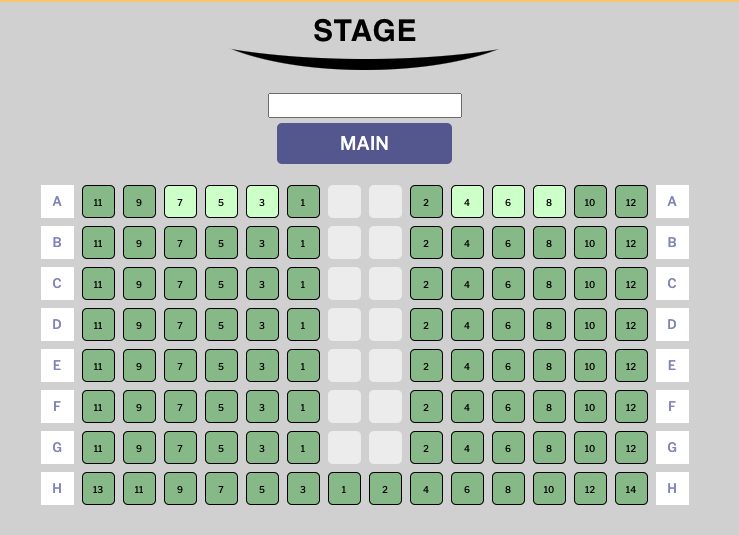 STAGE
MAIN
A 11 9 7 5 3 1 2 4 6 8 10 12 A
B 11 9 7 5 3 1 2 4 6 8 10 12 B
C 11 9 7 5 3 1 2 4 6 8 10 12 C
D 11 9 7 5 3 1 2 4 6 8 10 12 D
E 11 9 7 5 3 1 2 4 6 8 10 12 E
F 11 9 7 5 3 1 2 4 6 8 10 12 F
G 11 9 7 5 3 1 2 4 6 8 10 12 G
H 13 11 9 7 5 3 1 2 4 6 8 10 12 14 H